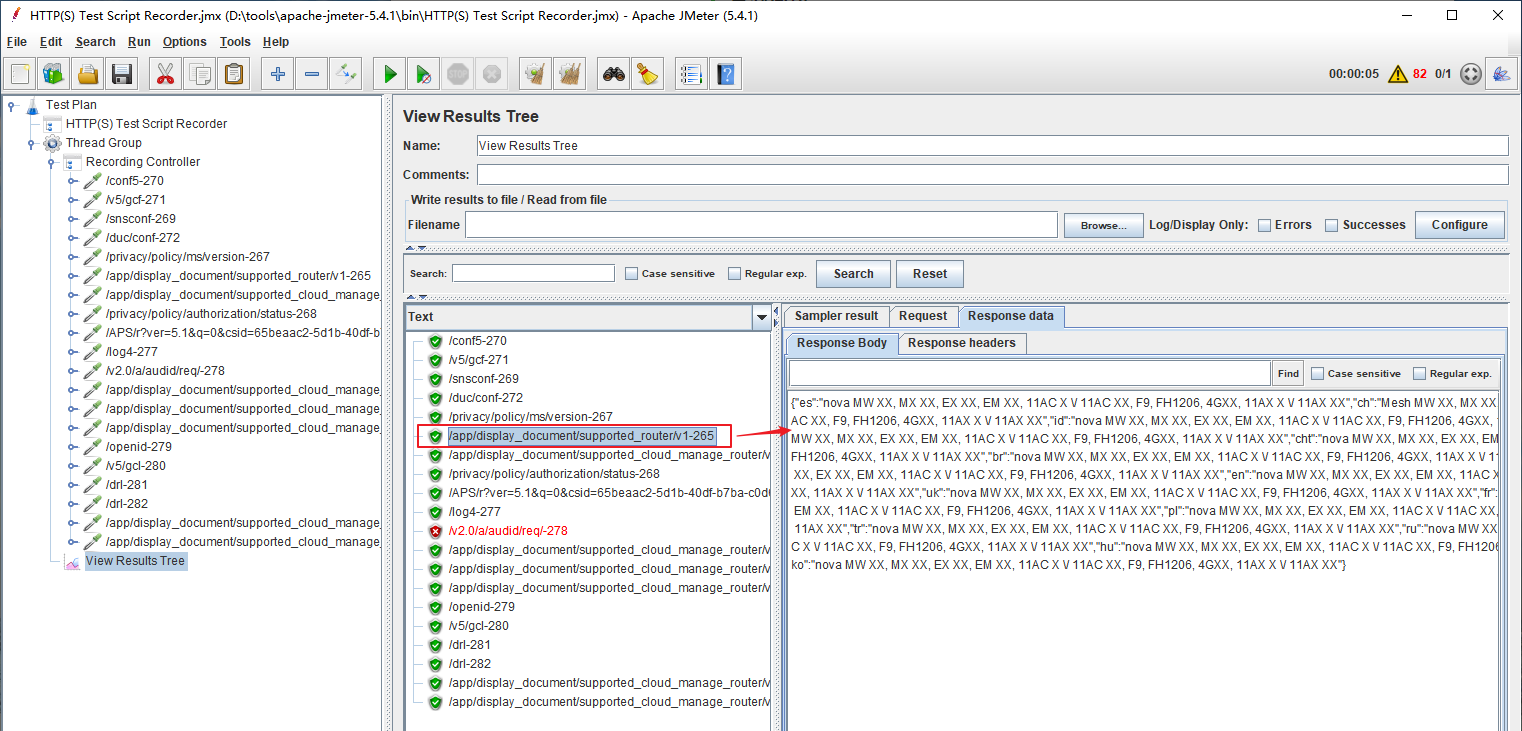 HTTP(S) Test Script Recorder.jmx (D:\tools\apache-jmeter-5.4.1\bin\HTTP(S) Test Script Recorder.jmx) - Apache JMeter (5.4.1)
File Edit Search Run Options Tools Help
STOP
00:00:05 82 0/1
Test Plan
HTTP(S) Test Script Recorder
Thread Group
Recording Controller
/conf5-270
/v5/gcf-271
/snsconf-269
/duc/conf-272
/privacy/policy/ms/version-267
/app/display_document/supported_router/v1-265
/app/display_document/supported_cloud_manage_
/privacy/policy/authorization/status-268
/APS/r?ver=5.1&q=0&csid=65beaac2-5d1b-40df-b7
/log4-277
/v2.0/a/audid/req/-278
/app/display_document/supported_cloud_manage_
/app/display_document/supported_cloud_manage_
/app/display_document/supported_cloud_manage_
/openid-279
/v5/gcl-280
/drl-281
/drl-282
/app/display_document/supported_cloud_manage_
/app/display_document/supported_cloud_manage_
View Results Tree
View Results Tree
Name: View Results Tree
Comments:
Write results to file / Read from file
Filename Browse... Log/Display Only: Errors Successes Configure
Search: Case sensitive Regular exp. Search Reset
Text
/conf5-270
/v5/gcf-271
/snsconf-269
/duc/conf-272
/privacy/policy/ms/version-267
/app/display_document/supported_router/v1-265
/app/display_document/supported_cloud_manage_router/v
/privacy/policy/authorization/status-268
/APS/r?ver=5.1&q=0&csid=65beaac2-5d1b-40df-b7ba-c0d
/log4-277
/v2.0/a/audid/req/-278
/app/display_document/supported_cloud_manage_router/v
/app/display_document/supported_cloud_manage_router/v
/app/display_document/supported_cloud_manage_router/v
/openid-279
/v5/gcl-280
/drl-281
/drl-282
/app/display_document/supported_cloud_manage_router/v
/app/display_document/supported_cloud_manage_router/v
Sampler result Request Response data
Response Body Response headers
Find Case sensitive Regular exp.
{"es":"nova MW XX, MX XX, EX XX, EM XX, 11AC X V 11AC XX, F9, FH1206, 4GXX, 11AX X V 11AX XX","ch":"Mesh MW XX, MX XX
AC XX, F9, FH1206, 4GXX, 11AX X V 11AX XX","id":"nova MW XX, MX XX, EX XX, EM XX, 11AC X V 11AC XX, F9, FH1206, 4GXX,
MW XX, MX XX, EX XX, EM XX, 11AC X V 11AC XX, F9, FH1206, 4GXX, 11AX X V 11AX XX","cht":"nova MW XX, MX XX, EX XX, EM
FH1206, 4GXX, 11AX X V 11AX XX","br":"nova MW XX, MX XX, EX XX, EM XX, 11AC X V 11AC XX, F9, FH1206, 4GXX, 11AX X V 11
XX, EX XX, EM XX, 11AC X V 11AC XX, F9, FH1206, 4GXX, 11AX X V 11AX XX","en":"nova MW XX, MX XX, EX XX, EM XX, 11AC X
XX, 11AX X V 11AX XX","uk":"nova MW XX, MX XX, EX XX, EM XX, 11AC X V 11AC XX, F9, FH1206, 4GXX, 11AX X V 11AX XX","fr":
EM XX, 11AC X V 11AC XX, F9, FH1206, 4GXX, 11AX X V 11AX XX","pl":"nova MW XX, MX XX, EX XX, EM XX, 11AC X V 11AC XX,
11AX XX","tr":"nova MW XX, MX XX, EX XX, EM XX, 11AC X V 11AC XX, F9, FH1206, 4GXX, 11AX X V 11AX XX","ru":"nova MW XX
C X V 11AC XX, F9, FH1206, 4GXX, 11AX X V 11AX XX","hu":"nova MW XX, MX XX, EX XX, EM XX, 11AC X V 11AC XX, F9, FH1206,
ko":"nova MW XX, MX XX, EX XX, EM XX, 11AC X V 11AC XX, F9, FH1206, 4GXX, 11AX X V 11AX XX"}